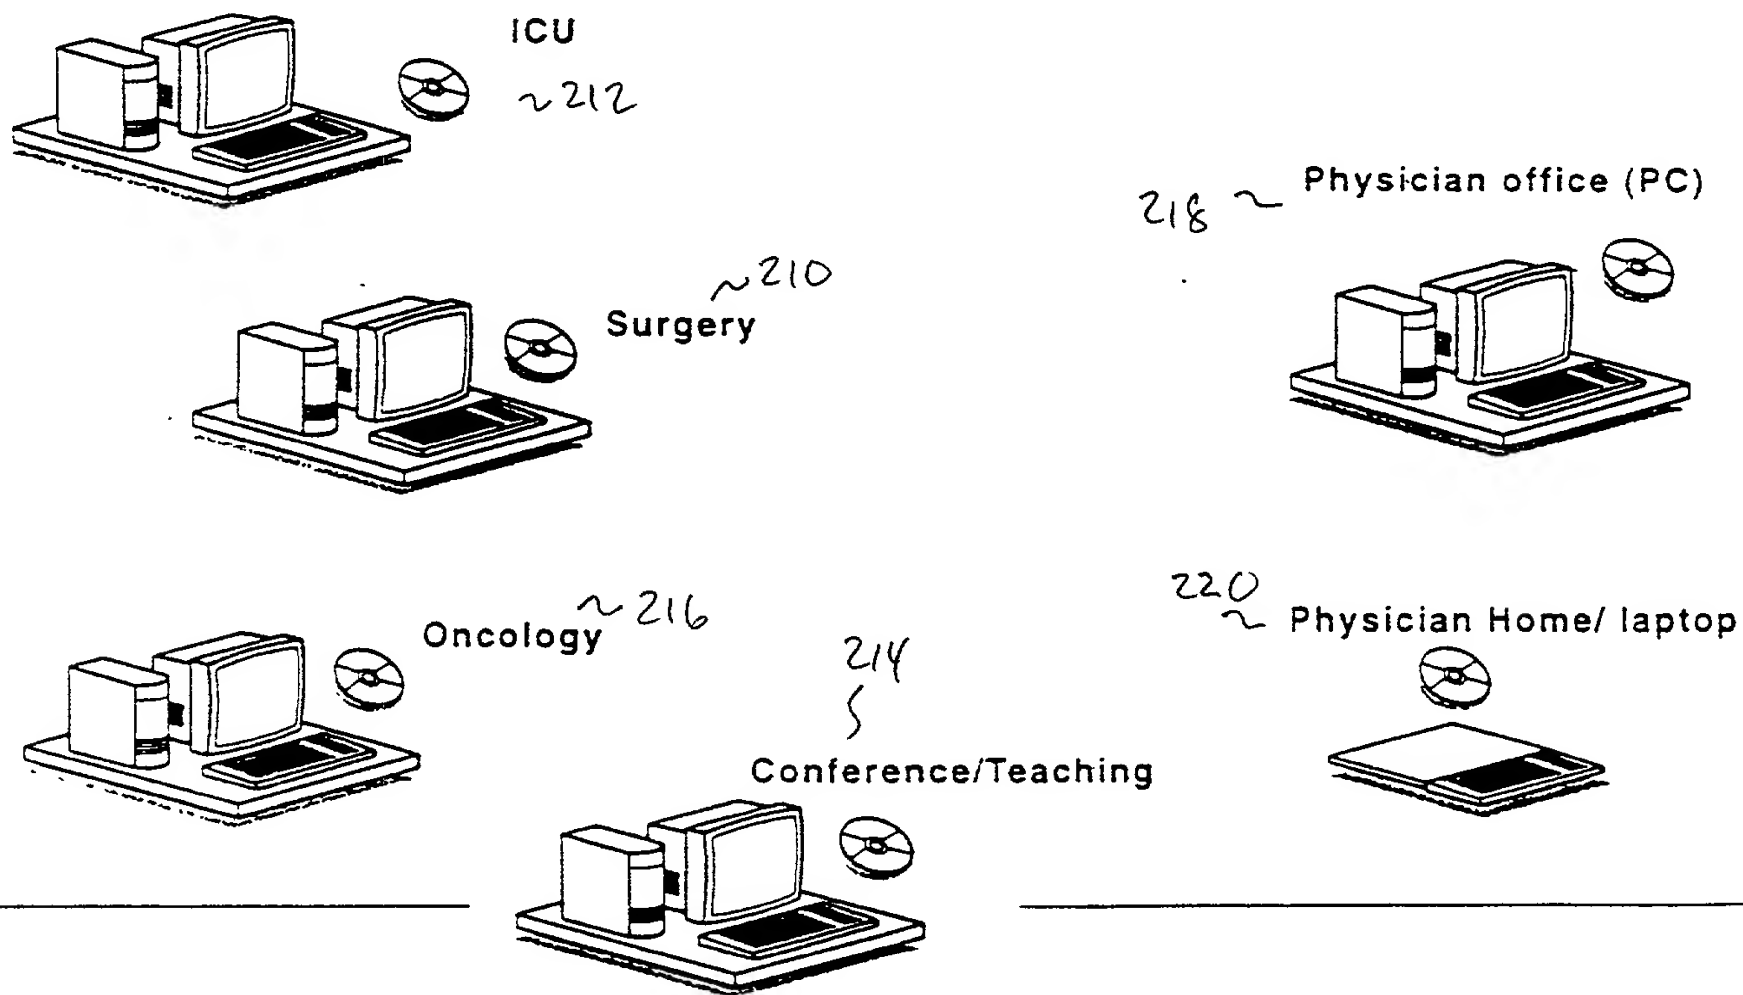 ICU
~212
218 ~ Physician office (PC)
~210
Surgery
~216
Oncology
220
~ Physician Home/ laptop
214
Conference/Teaching